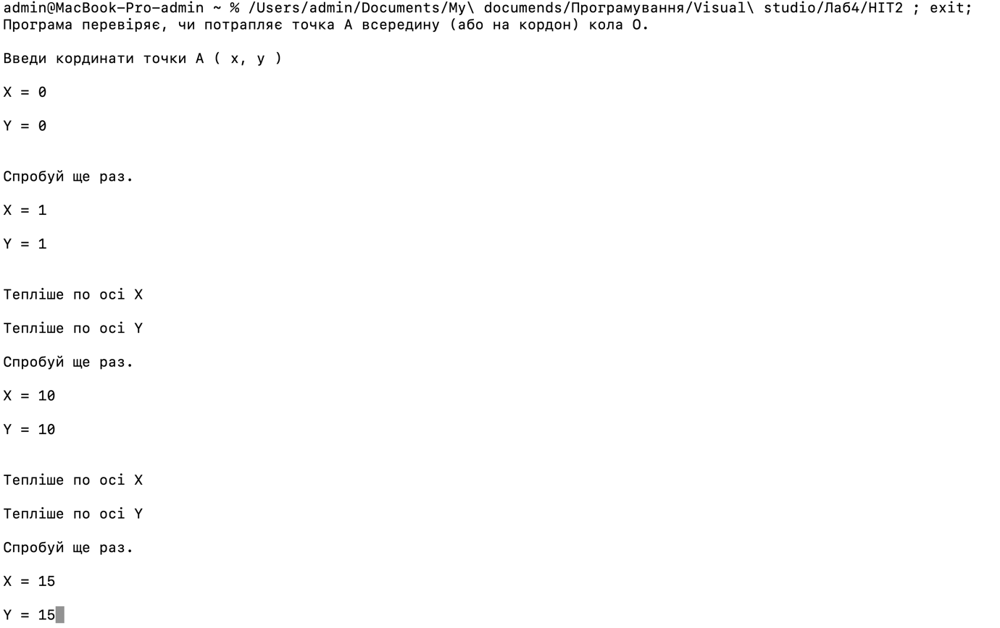 admin@MacBook-Pro-admin ~ % /Users/admin/Documents/My\ documends/Програмування/Visual\ studio/Лаб4/HIT2 ; exit;
Програма перевіряє, чи потрапляє точка А всередину (або на кордон) кола О.
Введи кординати точки А ( x, y )
X = 0
Y = 0
Спробуй ще раз.
X = 1
Y = 1
Тепліше по осі X
Тепліше по осі Y
Спробуй ще раз.
X = 10
Y = 10
Тепліше по осі X
Тепліше по осі Y
Спробуй ще раз.
X = 15
Y = 15